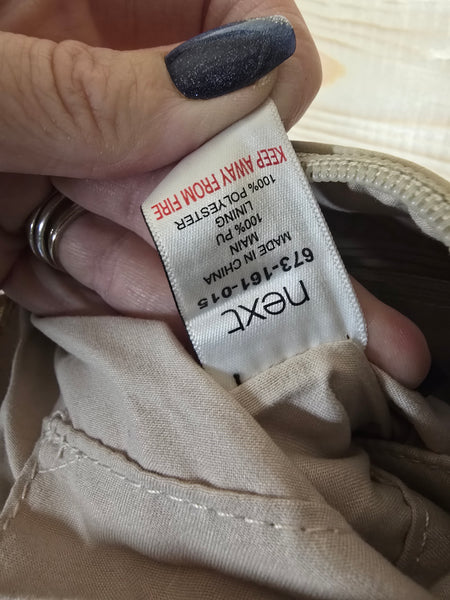 next
673-161-015
MADE IN CHINA
MAIN
100% PU
LINING
100% POLYESTER
KEEP AWAY FROM FIRE